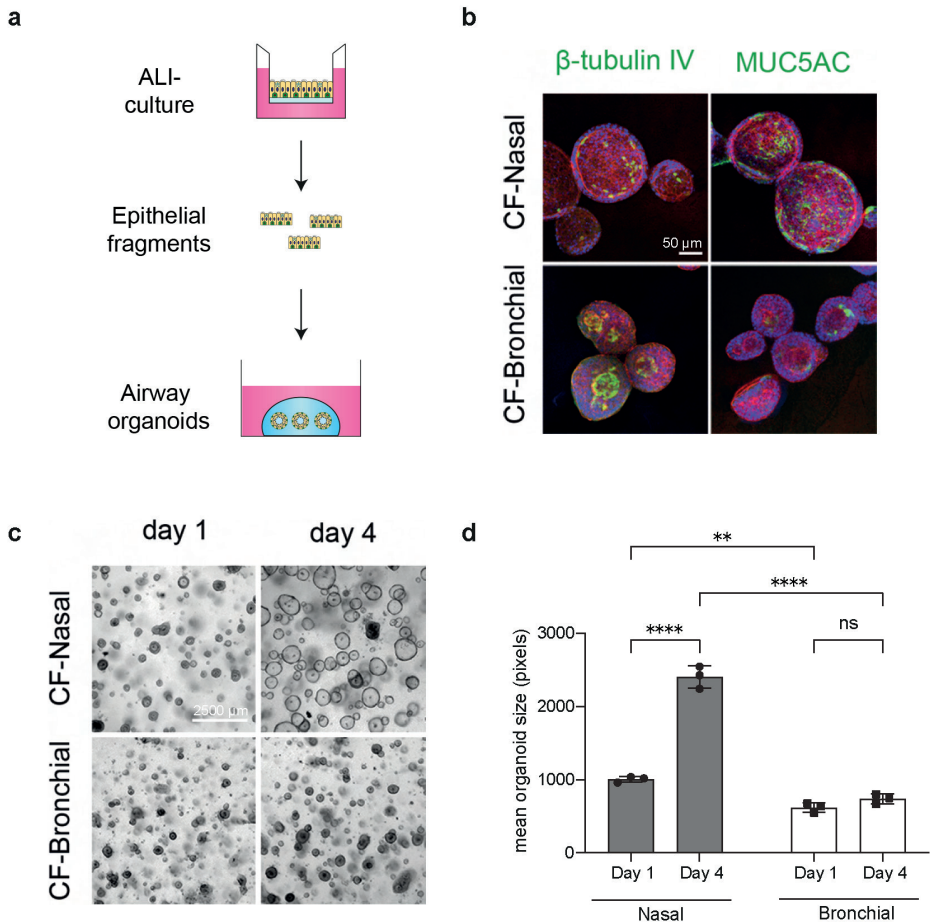 a
ALI-
culture
Epithelial
fragments
Airway
organoids
b
β-tubulin IV
MUC5AC
CF-Nasal
50 µm
CF-Bronchial
c
day 1
day 4
CF-Nasal
2500 µm
CF-Bronchial
d
**
****
****
ns
mean organoid size (pixels)
3000
2000
1000
0
Day 1
Day 4
Day 1
Day 4
Nasal
Bronchial